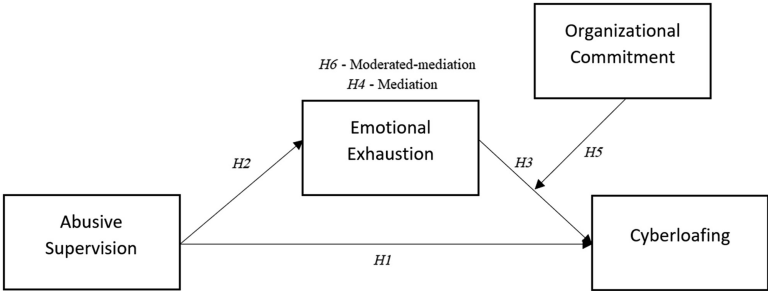 Organizational
Commitment
H6 - Moderated-mediation
H4 - Mediation
Emotional
Exhaustion
H2
H3
H5
Abusive
Supervision
Cyberloafing
H1